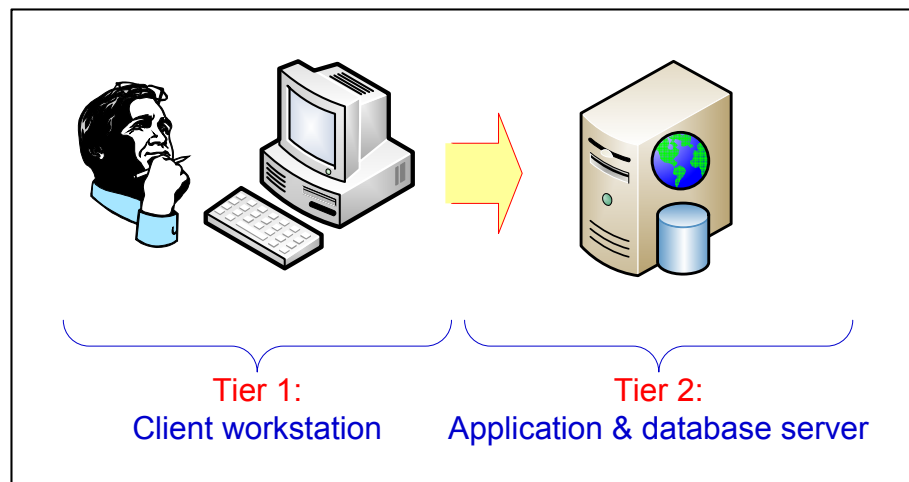 Tier 1:
Client workstation
Tier 2:
Application & database server